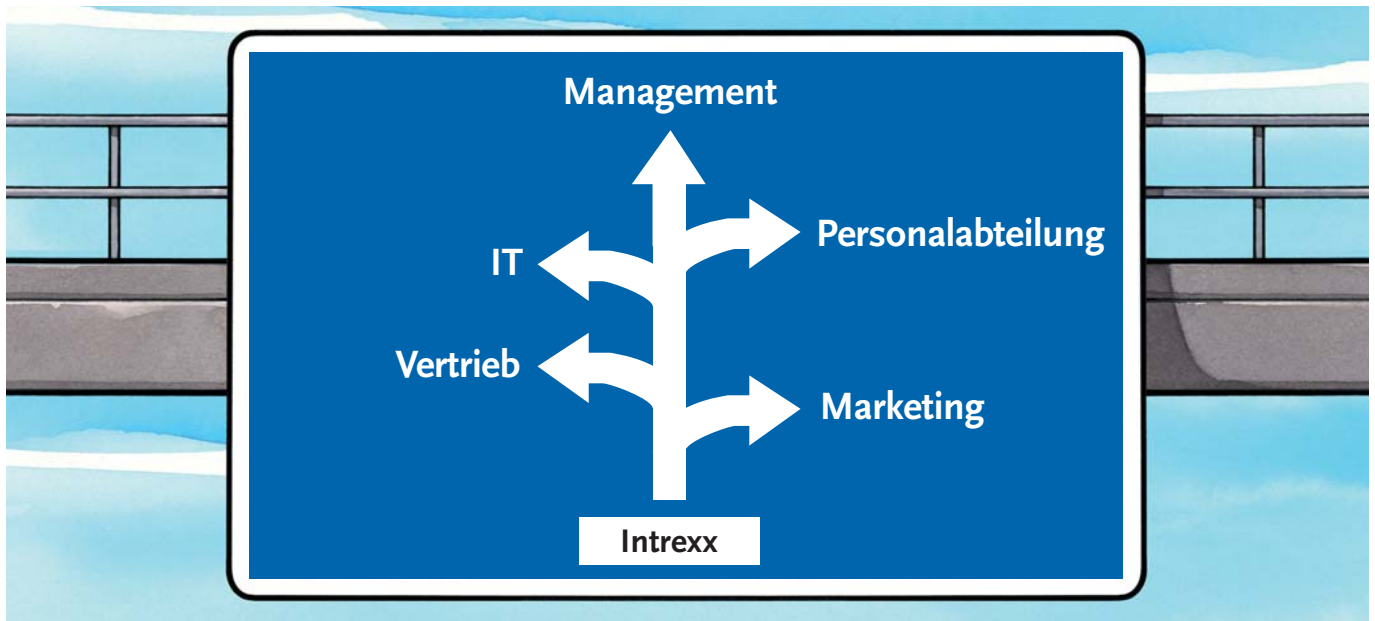 Management
Personalabteilung
IT
Vertrieb
Marketing
Intrexx